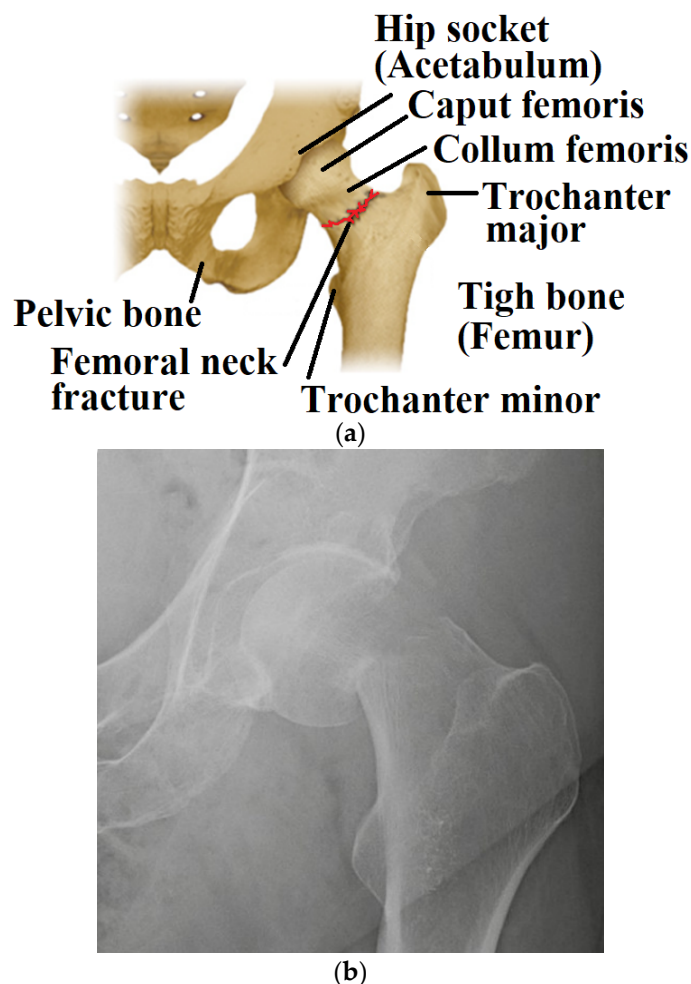 Hip socket
(Acetabulum)
Caput femoris
Collum femoris
Trochanter
major
Tigh bone
(Femur)
Pelvic bone
Femoral neck
fracture
Trochanter minor
(a)
(b)